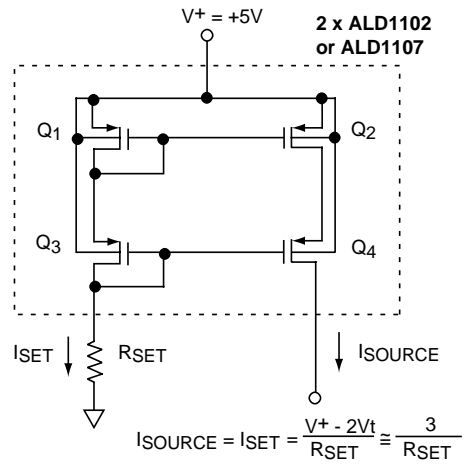 V+ = +5V
2 x ALD1102
or ALD1107
Q1
Q2
Q3
Q4
ISET
RSET
ISOURCE
ISOURCE = ISET = V+ - 2Vt / RSET ≅ 3 / RSET